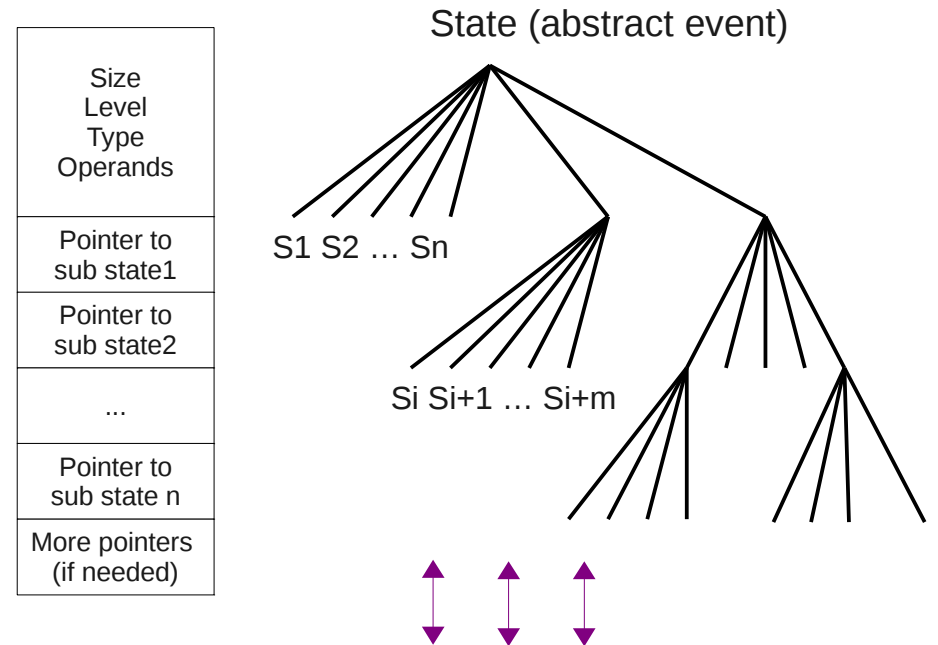 State (abstract event)
Size
Level
Type
Operands
Pointer to
sub state1
Pointer to
sub state2
...
Pointer to
sub state n
More pointers
(if needed)
S1 S2 … Sn
Si Si+1 … Si+m